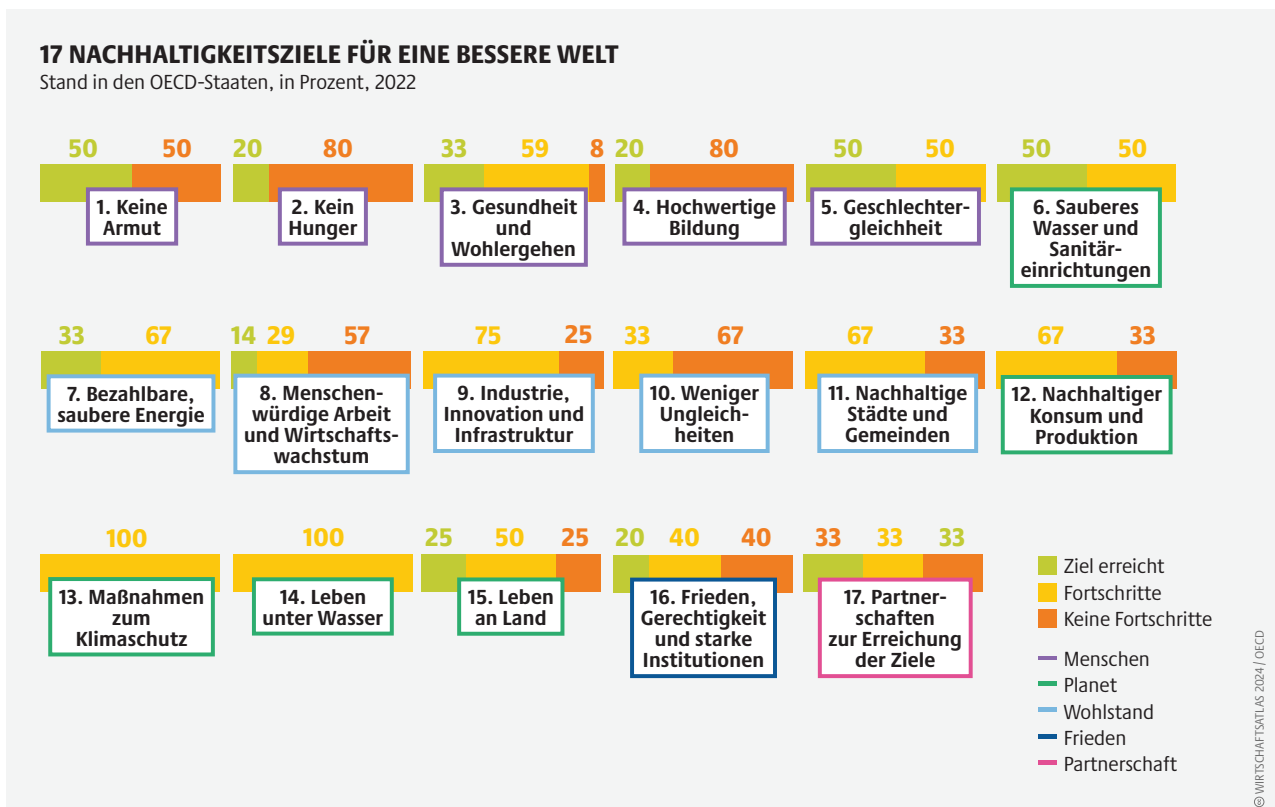 17 NACHHALTIGKEITSZIELE FÜR EINE BESSERE WELT
Stand in den OECD-Staaten, in Prozent, 2022
50 50
1. Keine
Armut
20 80
2. Kein
Hunger
33 59 8
3. Gesundheit
und
Wohlergehen
20 80
4. Hochwertige
Bildung
50 50
5. Geschlechter-
gleichheit
50 50
6. Sauberes
Wasser und
Sanitär-
einrichtungen
33 67
7. Bezahlbare,
saubere Energie
14 29 57
8. Menschen-
würdige Arbeit
und Wirtschafts-
wachstum
75 25
9. Industrie,
Innovation und
Infrastruktur
33 67
10. Weniger
Ungleich-
heiten
67 33
11. Nachhaltige
Städte und
Gemeinden
67 33
12. Nachhaltiger
Konsum und
Produktion
100
13. Maßnahmen
zum
Klimaschutz
100
14. Leben
unter Wasser
25 50 25
15. Leben
an Land
20 40 40
16. Frieden,
Gerechtigkeit
und starke
Institutionen
33 33 33
17. Partner-
schaften
zur Erreichung
der Ziele
Ziel erreicht
Fortschritte
Keine Fortschritte
Menschen
Planet
Wohlstand
Frieden
Partnerschaft
WIRTSCHAFTSATLAS 2024 / OECD